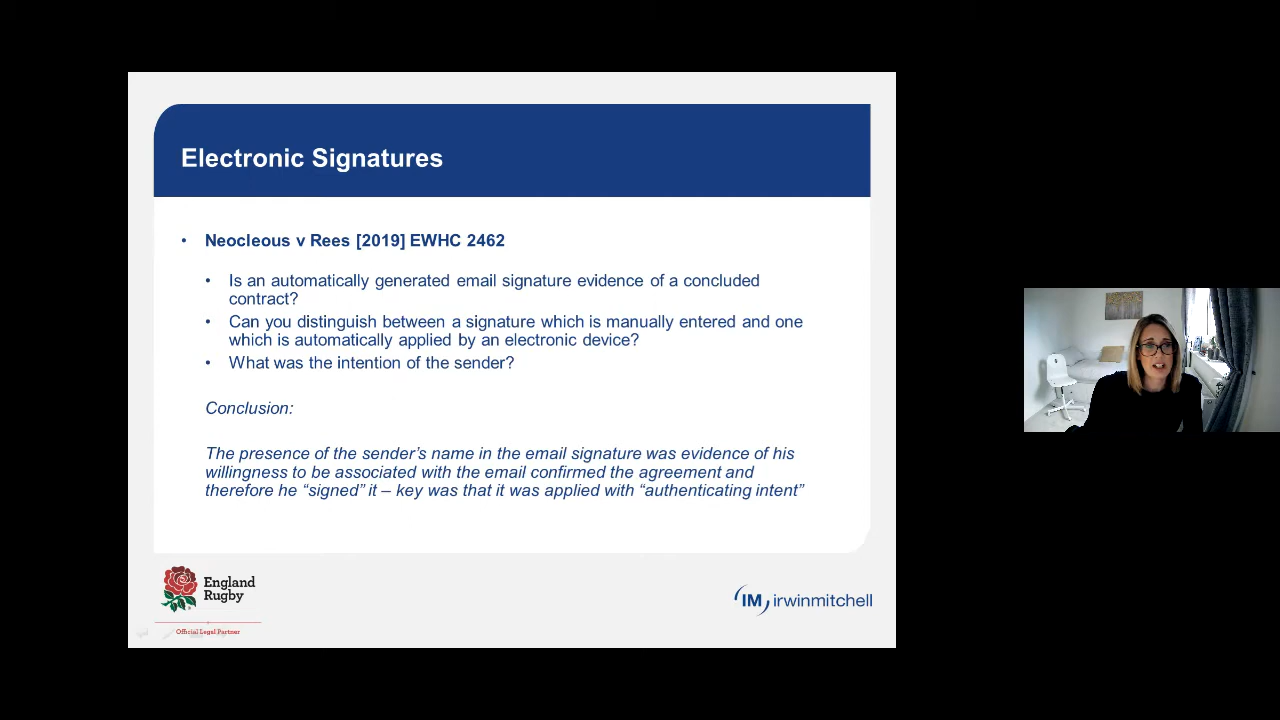 Electronic Signatures
• Neocleous v Rees [2019] EWHC 2462
• Is an automatically generated email signature evidence of a concluded
contract?
• Can you distinguish between a signature which is manually entered and one
which is automatically applied by an electronic device?
• What was the intention of the sender?
Conclusion:
The presence of the sender’s name in the email signature was evidence of his
willingness to be associated with the email confirmed the agreement and
therefore he “signed” it – key was that it was applied with “authenticating intent”
England
Rugby
Official Legal Partner
IM irwinmitchell